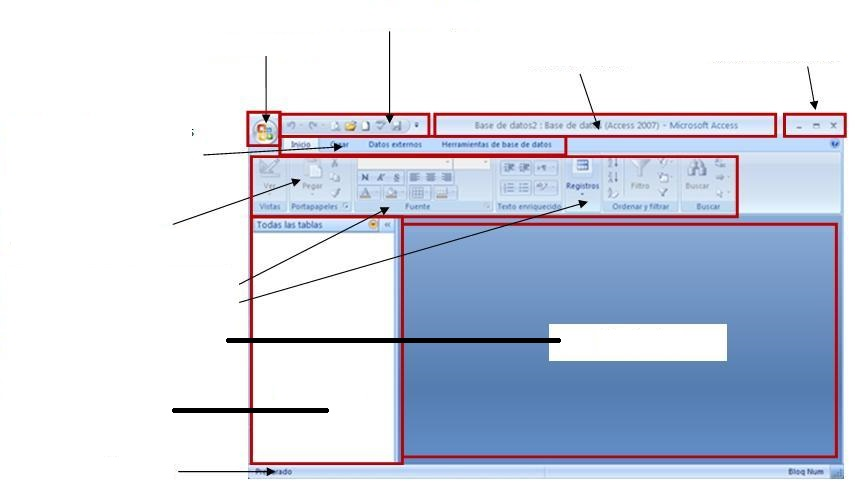 Base de datos2 : Base de datos (Access 2007) - Microsoft Access
Inicio Crear Datos externos Herramientas de base de datos
Ver Pegar N K S Registros Filtro Buscar
Vistas Portapapeles Fuente Texto enriquecido Ordenar y filtrar Buscar
Todas las tablas
Preparado Bloq Num